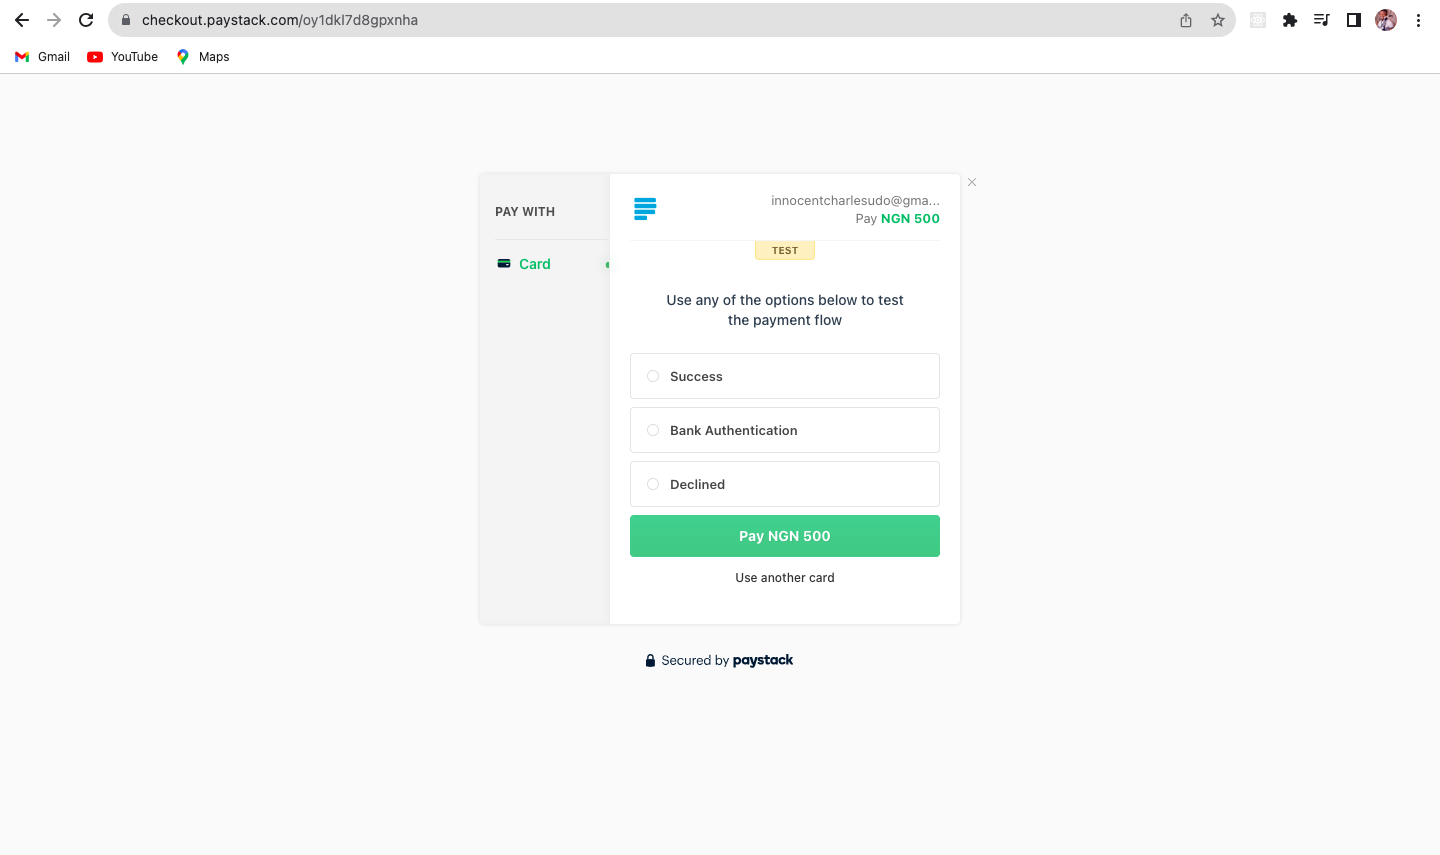 checkout.paystack.com/oy1dkl7d8gpxnha
Gmail YouTube Maps
PAY WITH
Card
innocentcharlesudo@gma...
Pay NGN 500
TEST
Use any of the options below to test
the payment flow
Success
Bank Authentication
Declined
Pay NGN 500
Use another card
Secured by paystack